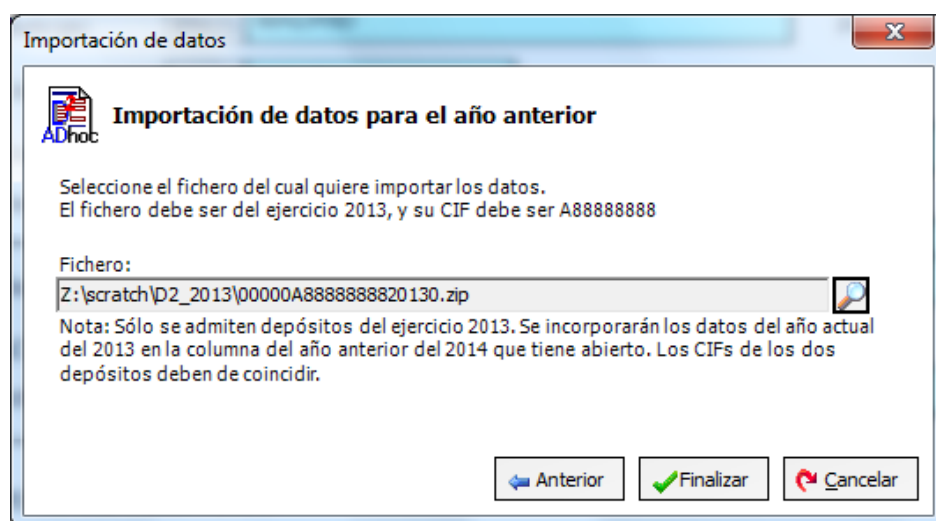 Importación de datos
ADhoc
Importación de datos para el año anterior
Seleccione el fichero del cual quiere importar los datos.
El fichero debe ser del ejercicio 2013, y su CIF debe ser A88888888
Fichero:
Z:\scratch\D2_2013\00000A8888888820130.zip
Nota: Sólo se admiten depósitos del ejercicio 2013. Se incorporarán los datos del año actual
del 2013 en la columna del año anterior del 2014 que tiene abierto. Los CIFs de los dos
depósitos deben de coincidir.
Anterior
Finalizar
Cancelar